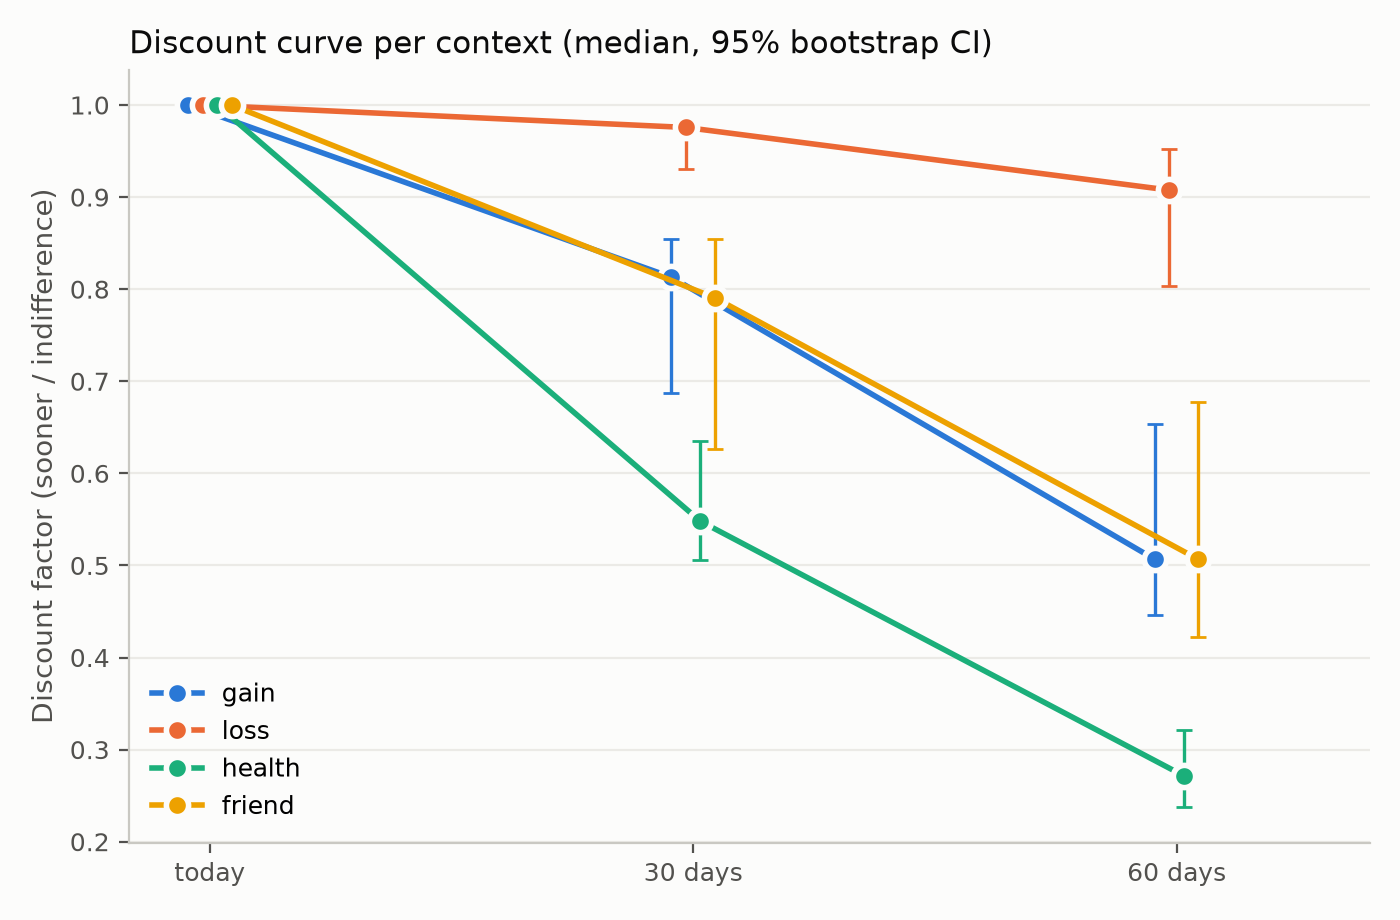 Discount curve per context (median, 95% bootstrap CI)
Discount factor (sooner / indifference)
1.0
0.9
0.8
0.7
0.6
0.5
0.4
0.3
0.2
gain
loss
health
friend
today
30 days
60 days